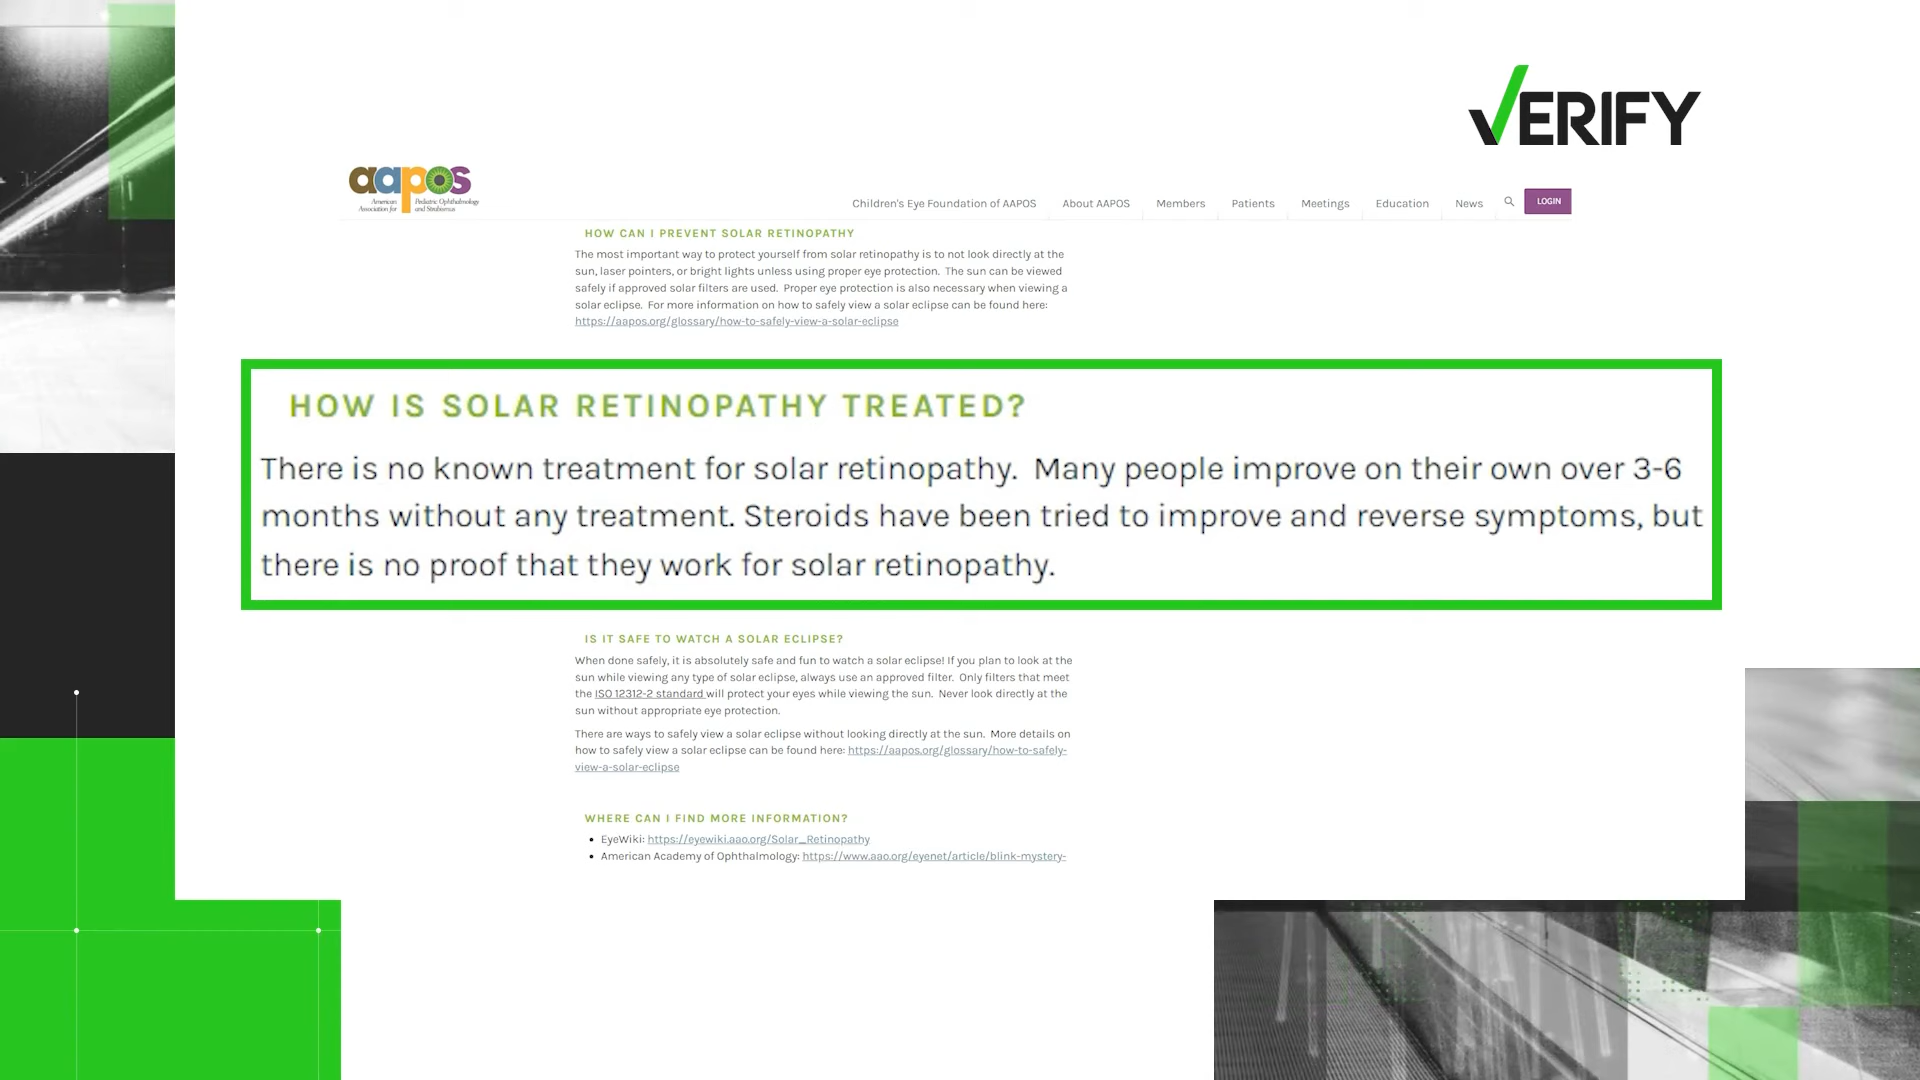 VERIFY
aapos
American Association for Pediatric Ophthalmology and Strabismus
Children's Eye Foundation of AAPOS About AAPOS Members Patients Meetings Education News LOGIN
HOW CAN I PREVENT SOLAR RETINOPATHY
The most important way to protect yourself from solar retinopathy is to not look directly at the
sun, laser pointers, or bright lights unless using proper eye protection. The sun can be viewed
safely if approved solar filters are used. Proper eye protection is also necessary when viewing a
solar eclipse. For more information on how to safely view a solar eclipse can be found here:
https://aapos.org/glossary/how-to-safely-view-a-solar-eclipse
HOW IS SOLAR RETINOPATHY TREATED?
There is no known treatment for solar retinopathy. Many people improve on their own over 3-6
months without any treatment. Steroids have been tried to improve and reverse symptoms, but
there is no proof that they work for solar retinopathy.
IS IT SAFE TO WATCH A SOLAR ECLIPSE?
When done safely, it is absolutely safe and fun to watch a solar eclipse! If you plan to look at the
sun while viewing any type of solar eclipse, always use an approved filter. Only filters that meet
the ISO 12312-2 standard will protect your eyes while viewing the sun. Never look directly at the
sun without appropriate eye protection.
There are ways to safely view a solar eclipse without looking directly at the sun. More details on
how to safely view a solar eclipse can be found here: https://aapos.org/glossary/how-to-safely-
view-a-solar-eclipse
WHERE CAN I FIND MORE INFORMATION?
• EyeWiki: https://eyewiki.aao.org/Solar_Retinopathy
• American Academy of Ophthalmology: https://www.aao.org/eyenet/article/blink-mystery-